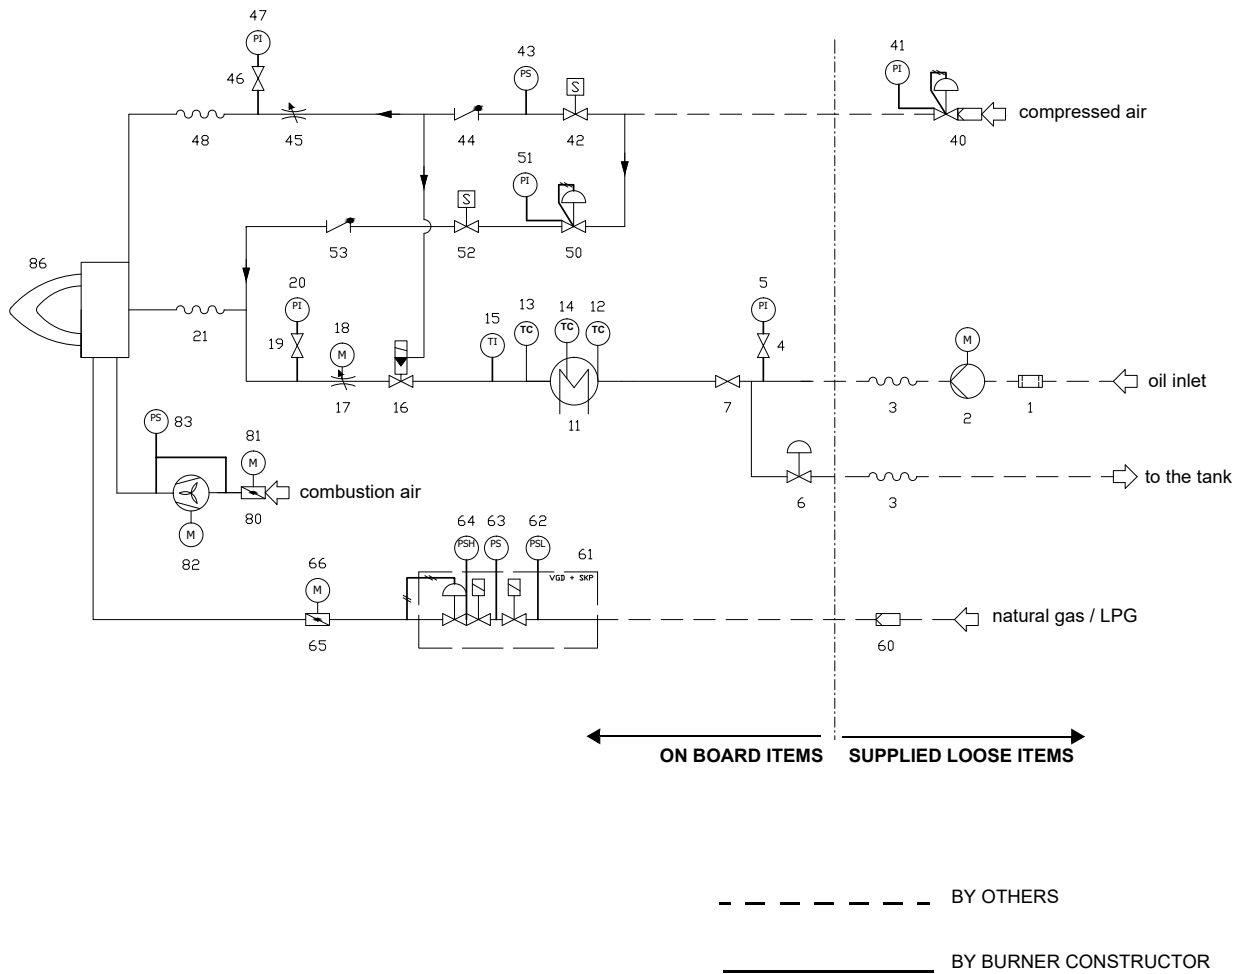 47
PI
46
48
45
44
43
PS
S
42
41
PI
40
compressed air
51
PI
S
53
52
50
86
21
20
PI
19
18
M
17
16
15
TI
13
TC
14
TC
12
TC
11
5
PI
4
7
M
3
2
1
oil inlet
6
3
to the tank
PS
83
81
M
80
combustion air
M
82
66
M
65
64
PSH
63
PS
62
PSL
61
VGD + SKP
60
natural gas / LPG
ON BOARD ITEMS
SUPPLIED LOOSE ITEMS
BY OTHERS
BY BURNER CONSTRUCTOR